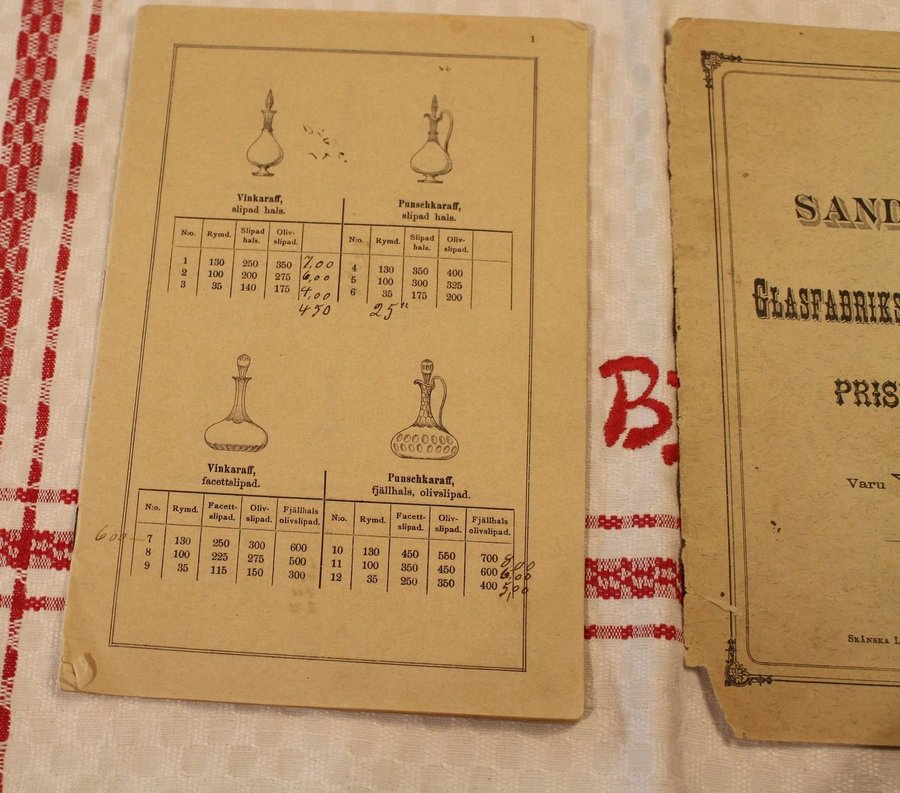 1
Vinkaraff,
slipad hals.
N:o. Rymd. Slipad hals. Oliv-slipad.
1 130 250 350 7,00
2 100 200 275 6,00
3 35 140 175 4,00
450
Punschkaraff,
slipad hals.
N:o. Rymd. Slipad hals. Oliv-slipad.
4 130 350 400
5 100 300 325
6 35 175 200
25
Vinkaraff,
facettslipad.
N:o. Rymd. Facett-slipad. Oliv-slipad. Fjällhals olivslipad.
600 7 130 250 300 600
8 100 225 275 500
9 35 115 150 300
Punschkaraff,
fjällhals, olivslipad.
N:o. Rymd. Facett-slipad. Oliv-slipad. Fjällhals olivslipad.
10 130 450 550 700 8,00
11 100 350 450 600 6,00
12 35 250 350 400 5,00
B
SAND
GLASFABRIKS
PRIS
Varu
SKÅNSKA L